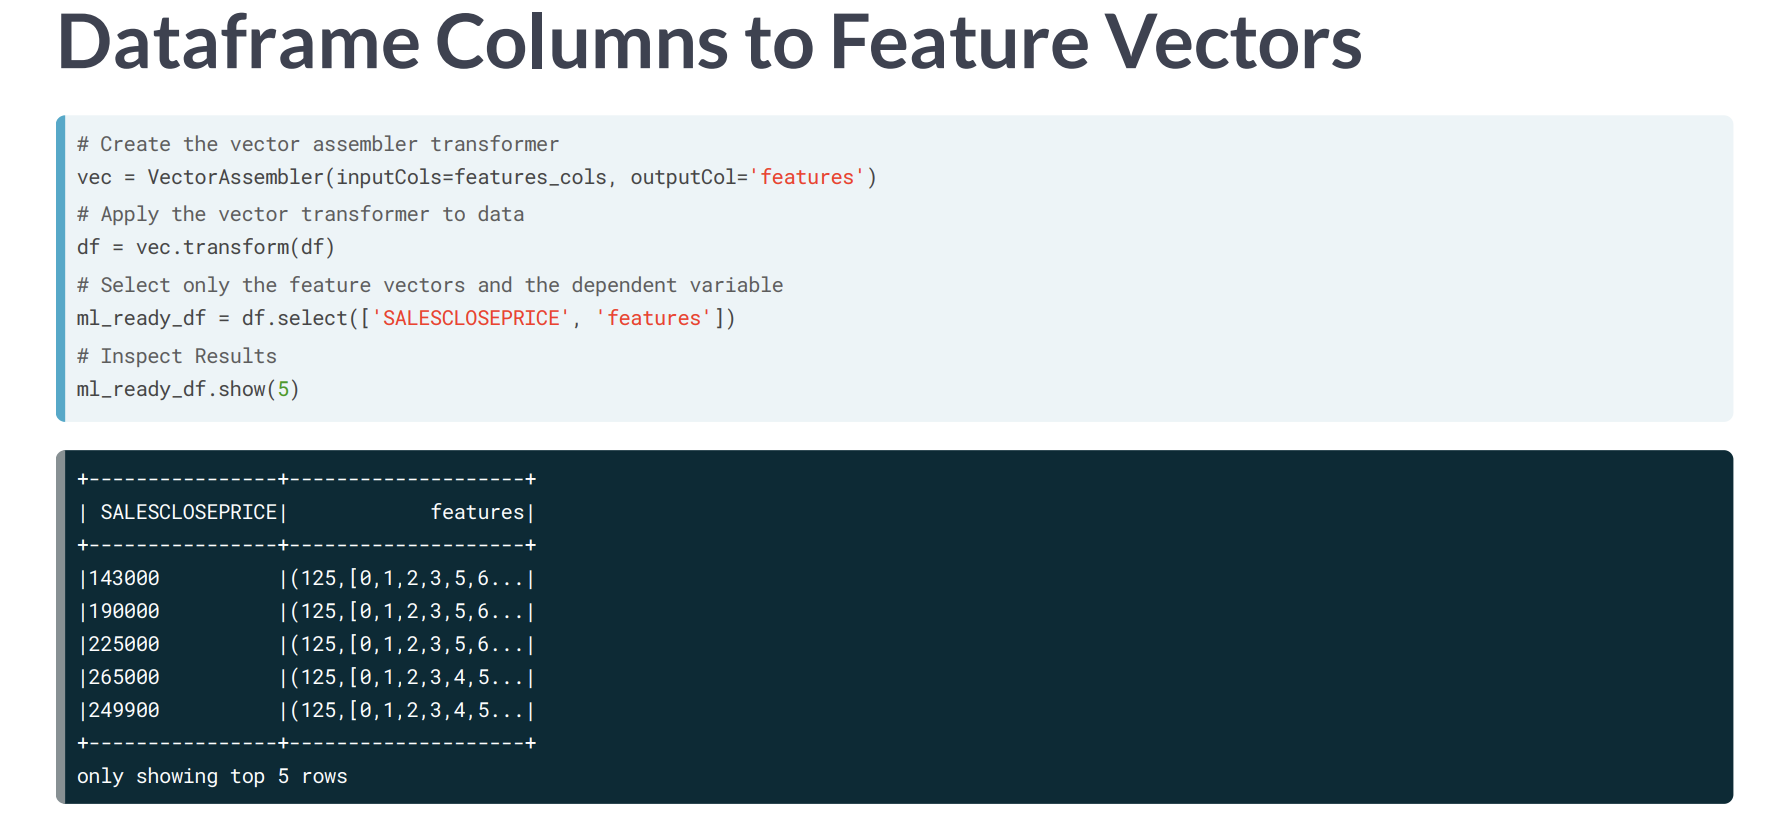 Dataframe Columns to Feature Vectors
# Create the vector assembler transformer
vec = VectorAssembler(inputCols=features_cols, outputCol='features')
# Apply the vector transformer to data
df = vec.transform(df)
# Select only the feature vectors and the dependent variable
ml_ready_df = df.select(['SALESCLOSEPRICE', 'features'])
# Inspect Results
ml_ready_df.show(5)
+----------------+--------------------+
| SALESCLOSEPRICE|            features|
+----------------+--------------------+
|143000          |(125,[0,1,2,3,5,6...|
|190000          |(125,[0,1,2,3,5,6...|
|225000          |(125,[0,1,2,3,5,6...|
|265000          |(125,[0,1,2,3,4,5...|
|249900          |(125,[0,1,2,3,4,5...|
+----------------+--------------------+
only showing top 5 rows